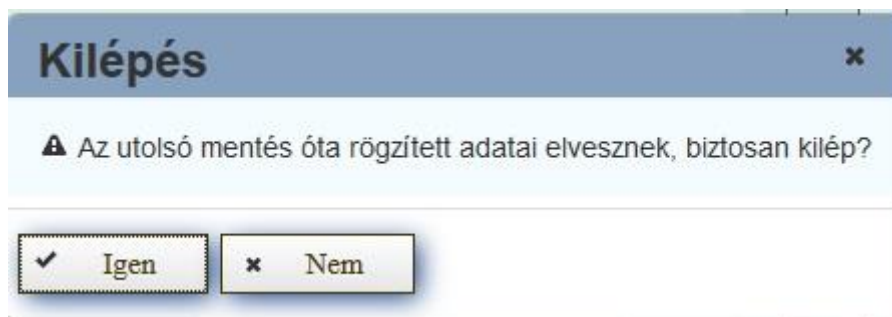 Kilépés
Az utolsó mentés óta rögzített adatai elvesznek, biztosan kilép?
Igen
Nem